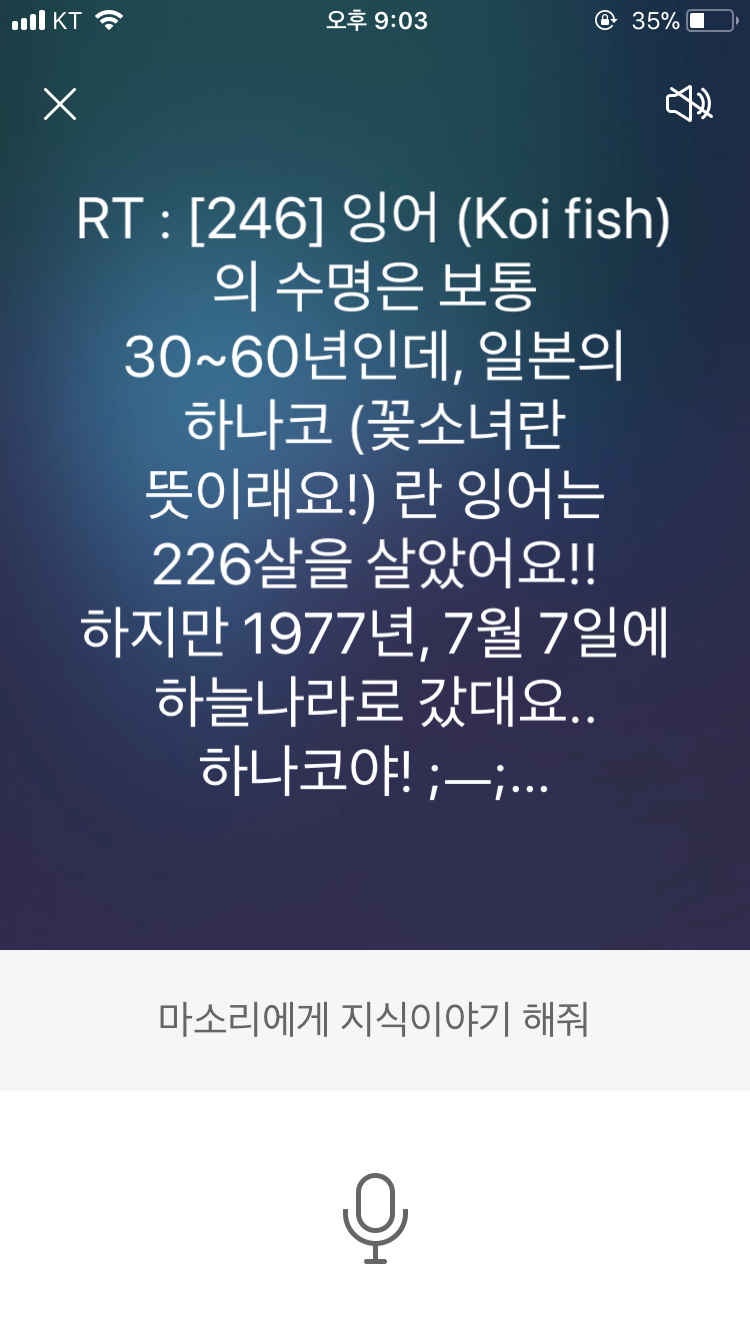 KT 오후 9:03 35%
RT : [246] 잉어 (Koi fish)
의 수명은 보통
30~60년인데, 일본의
하나코 (꽃소녀란
뜻이래요!) 란 잉어는
226살을 살았어요!!
하지만 1977년, 7월 7일에
하늘나라로 갔대요..
하나코야! ;ㅡ;...
마소리에게 지식이야기 해줘